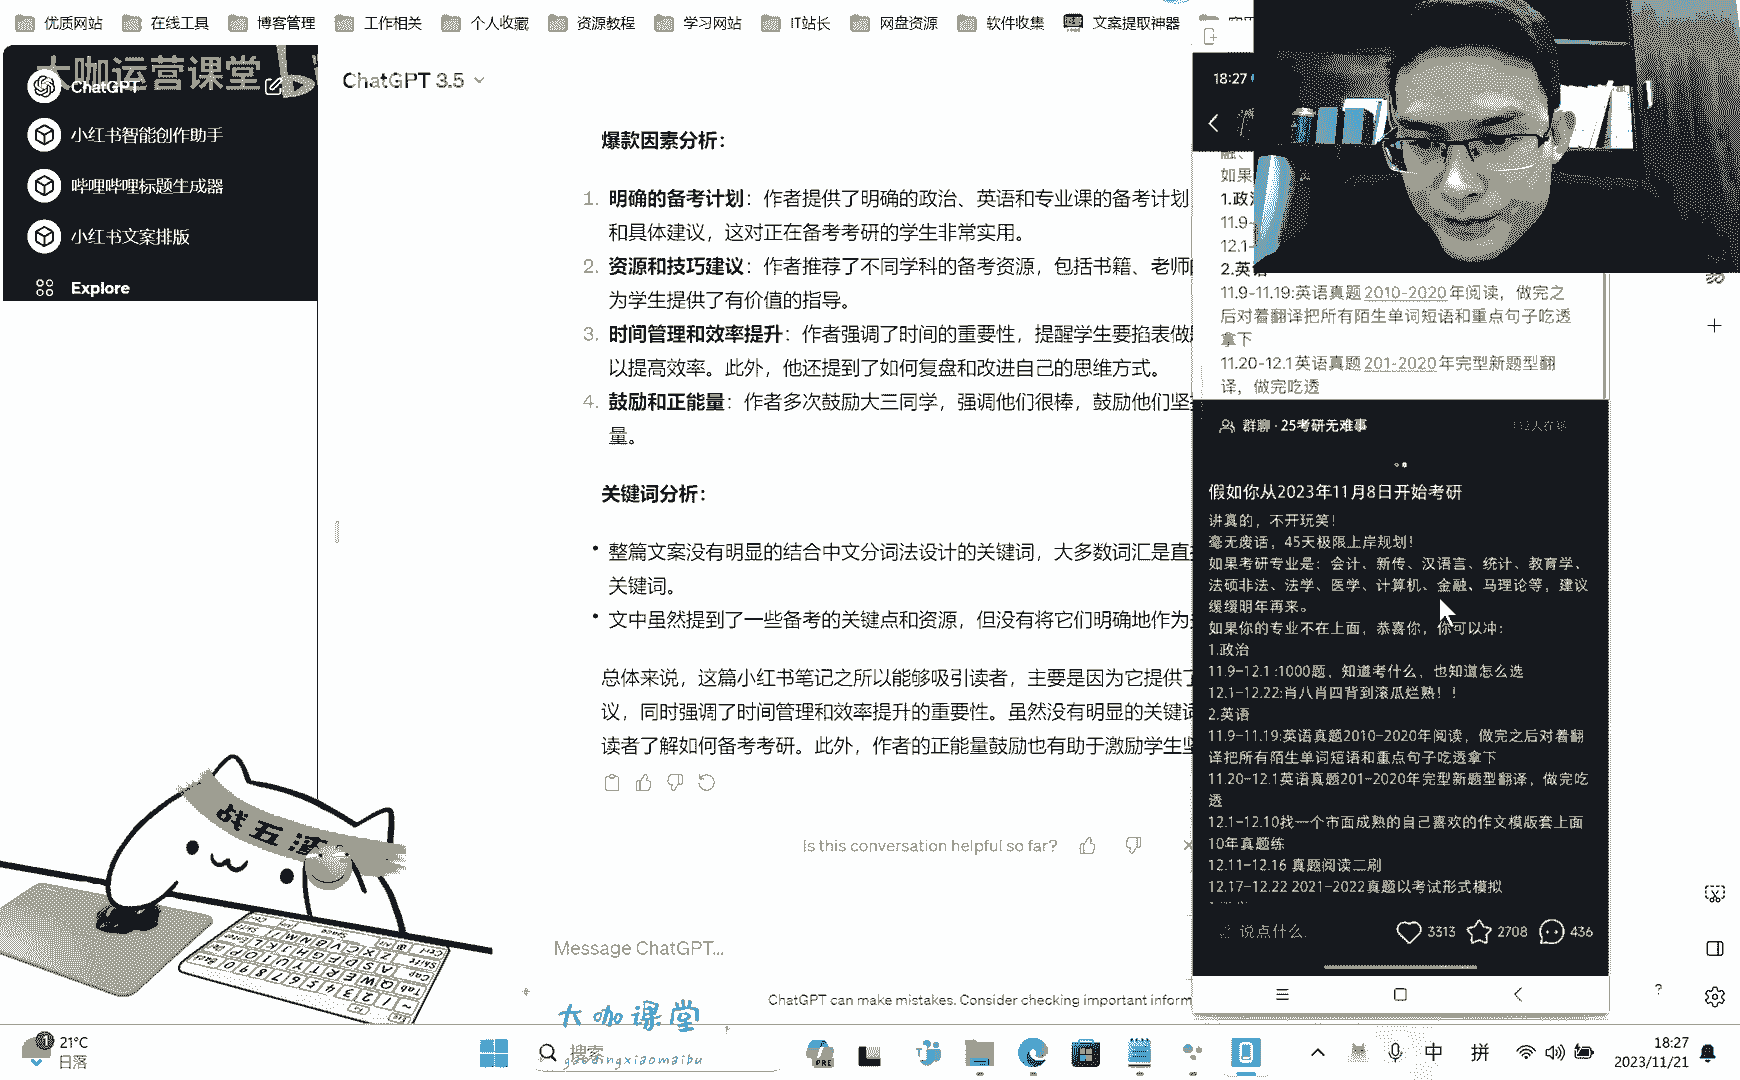 优质网站 在线工具 博客管理 工作相关 个人收藏 资源教程 学习网站 IT站长 网盘资源 软件收集 文案提取神器
大咖运营课堂
ChatGPT
小红书智能创作助手
哔哩哔哩标题生成器
小红书文案排版
Explore
ChatGPT 3.5
爆款因素分析：
1. 明确的备考计划：作者提供了明确的政治、英语和专业课的备考计划
和具体建议，这对正在备考考研的学生非常实用。
2. 资源和技巧建议：作者推荐了不同学科的备考资源，包括书籍、老师
为学生提供了有价值的指导。
3. 时间管理和效率提升：作者强调了时间的重要性，提醒学生要掐表做
以提高效率。此外，他还提到了如何复盘和改进自己的思维方式。
4. 鼓励和正能量：作者多次鼓励大三同学，强调他们很棒，鼓励他们坚
量。
关键词分析：
• 整篇文案没有明显的结合中文分词法设计的关键词，大多数词汇是直
关键词。
• 文中虽然提到了一些备考的关键点和资源，但没有将它们明确地作为
总体来说，这篇小红书笔记之所以能够吸引读者，主要是因为它提供了
议，同时强调了时间管理和效率提升的重要性。虽然没有明显的关键
读者了解如何备考考研。此外，作者的正能量鼓励也有助于激励学生
Is this conversation helpful so far?
Message ChatGPT...
ChatGPT can make mistakes. Consider checking important inform
18:27
如果
1.政
11.9-
12.1-
2.英
11.9-11.19:英语真题2010-2020年阅读，做完之
后对着翻译把所有陌生单词短语和重点句子吃透
拿下
11.20-12.1英语真题201-2020年完型新题型翻
译，做完吃透
群聊·25考研无难事
假如你从2023年11月8日开始考研
讲真的，不开玩笑！
毫无废话，45天极限上岸规划！
如果考研专业是：会计、新传、汉语言、统计、教育学、
法硕非法、法学、医学、计算机、金融、马理论等，建议
缓缓明年再来。
如果你的专业不在上面，恭喜你，你可以冲：
1.政治
11.9-12.1:1000题，知道考什么，也知道怎么选
12.1-12.22:肖八肖四背到滚瓜烂熟！！
2.英语
11.9-11.19:英语真题2010-2020年阅读，做完之后对着翻
译把所有陌生单词短语和重点句子吃透拿下
11.20-12.1英语真题201-2020年完型新题型翻译，做完吃
透
12.1-12.10找一个市面成熟的自己喜欢的作文模版套上面
10年真题练
12.11-12.16 真题阅读二刷
12.17-12.22 2021-2022真题以考试形式模拟
说点什么.
3313 2708 436
战五渣
大咖课堂
gaodingxiaomaibu
21°C
日落
搜索
中 拼
18:27
2023/11/21